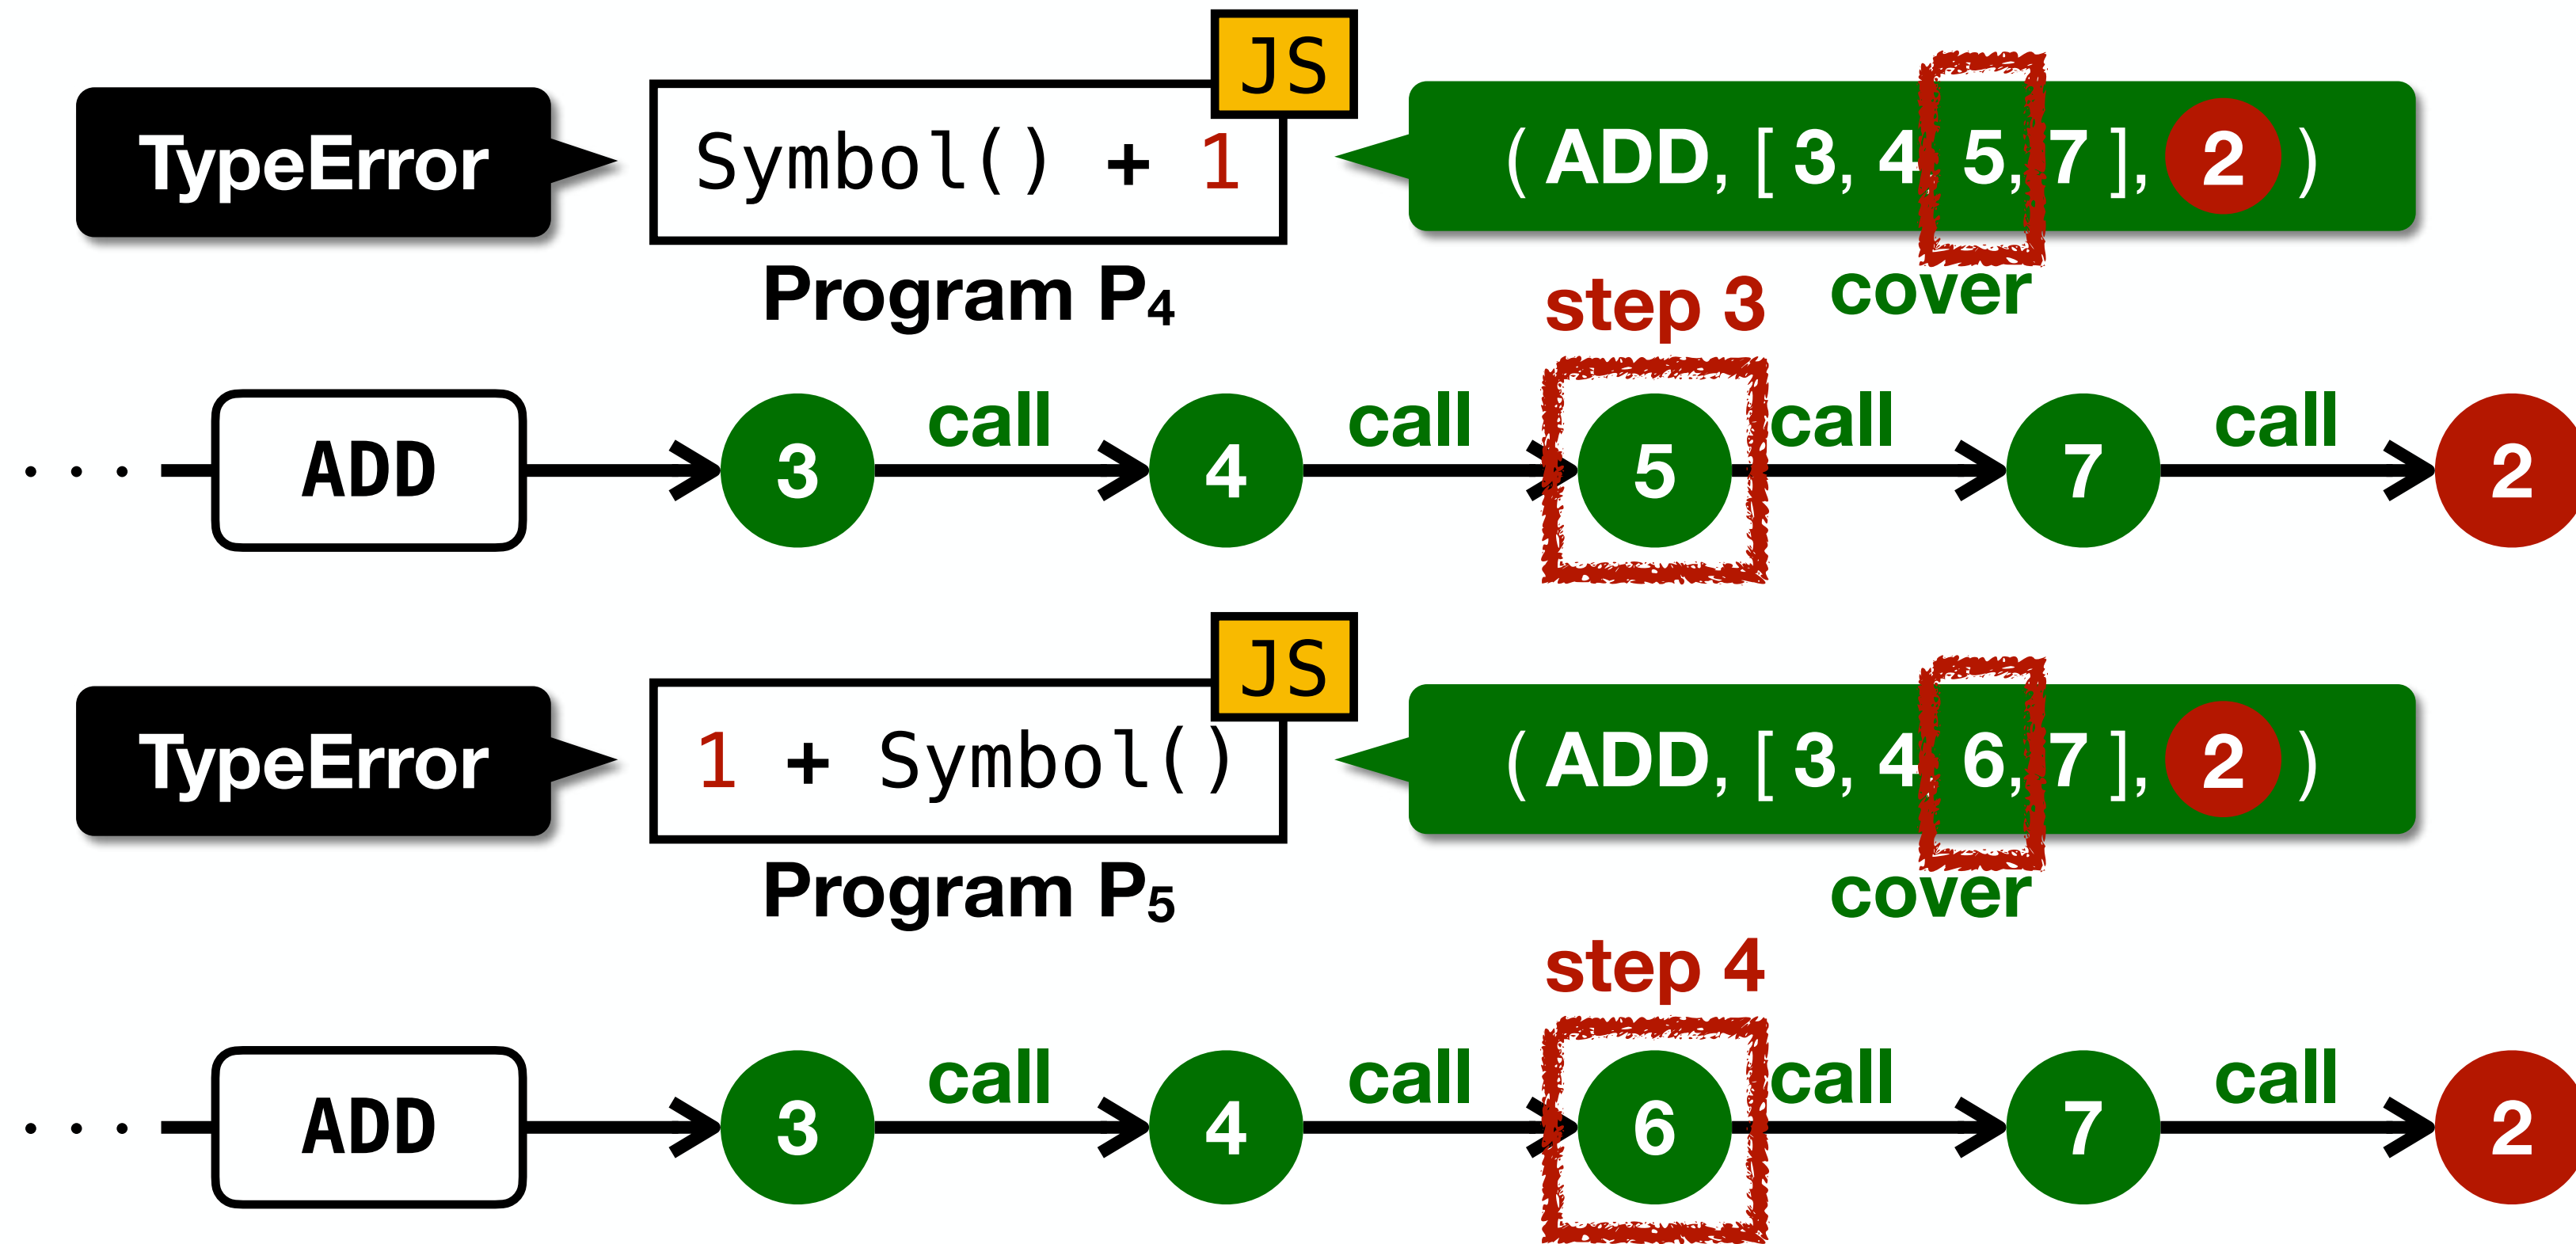 JS
TypeError
Symbol() + 1
( ADD, [ 3, 4, 5, 7 ], 2 )
Program P₄
step 3
cover
. . .
ADD
3
call
4
call
5
call
7
call
2
JS
TypeError
1 + Symbol()
( ADD, [ 3, 4, 6, 7 ], 2 )
Program P₅
cover
step 4
. . .
ADD
3
call
4
call
6
call
7
call
2